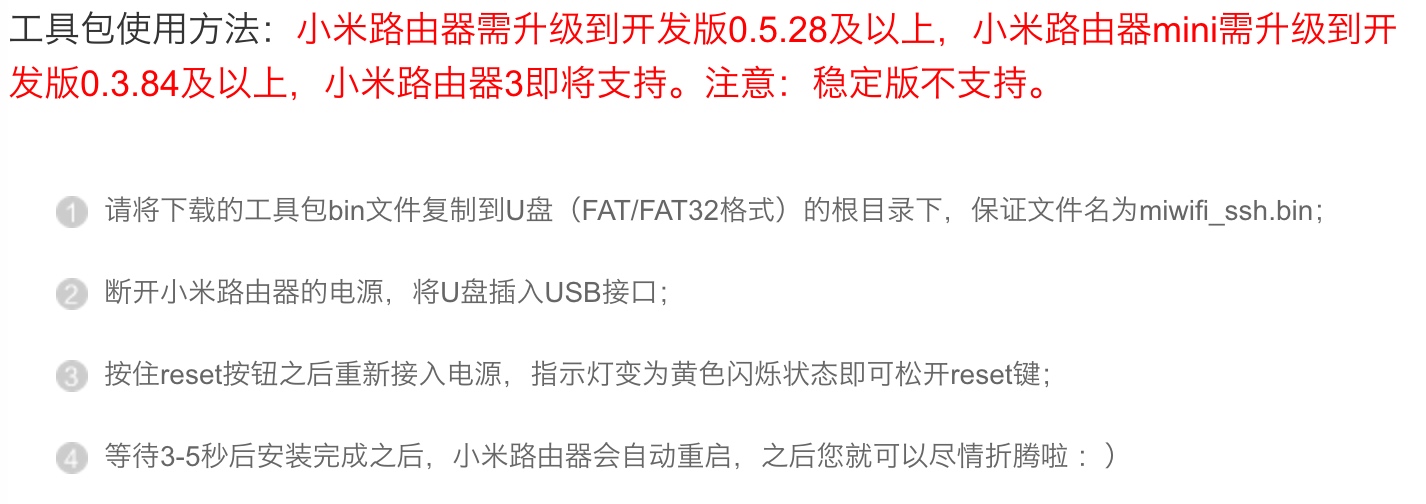 工具包使用方法：小米路由器需升级到开发版0.5.28及以上，小米路由器mini需升级到开
发版0.3.84及以上，小米路由器3即将支持。注意：稳定版不支持。
1 请将下载的工具包bin文件复制到U盘（FAT/FAT32格式）的根目录下，保证文件名为miwifi_ssh.bin；
2 断开小米路由器的电源，将U盘插入USB接口；
3 按住reset按钮之后重新接入电源，指示灯变为黄色闪烁状态即可松开reset键；
4 等待3-5秒后安装完成之后，小米路由器会自动重启，之后您就可以尽情折腾啦 ：）